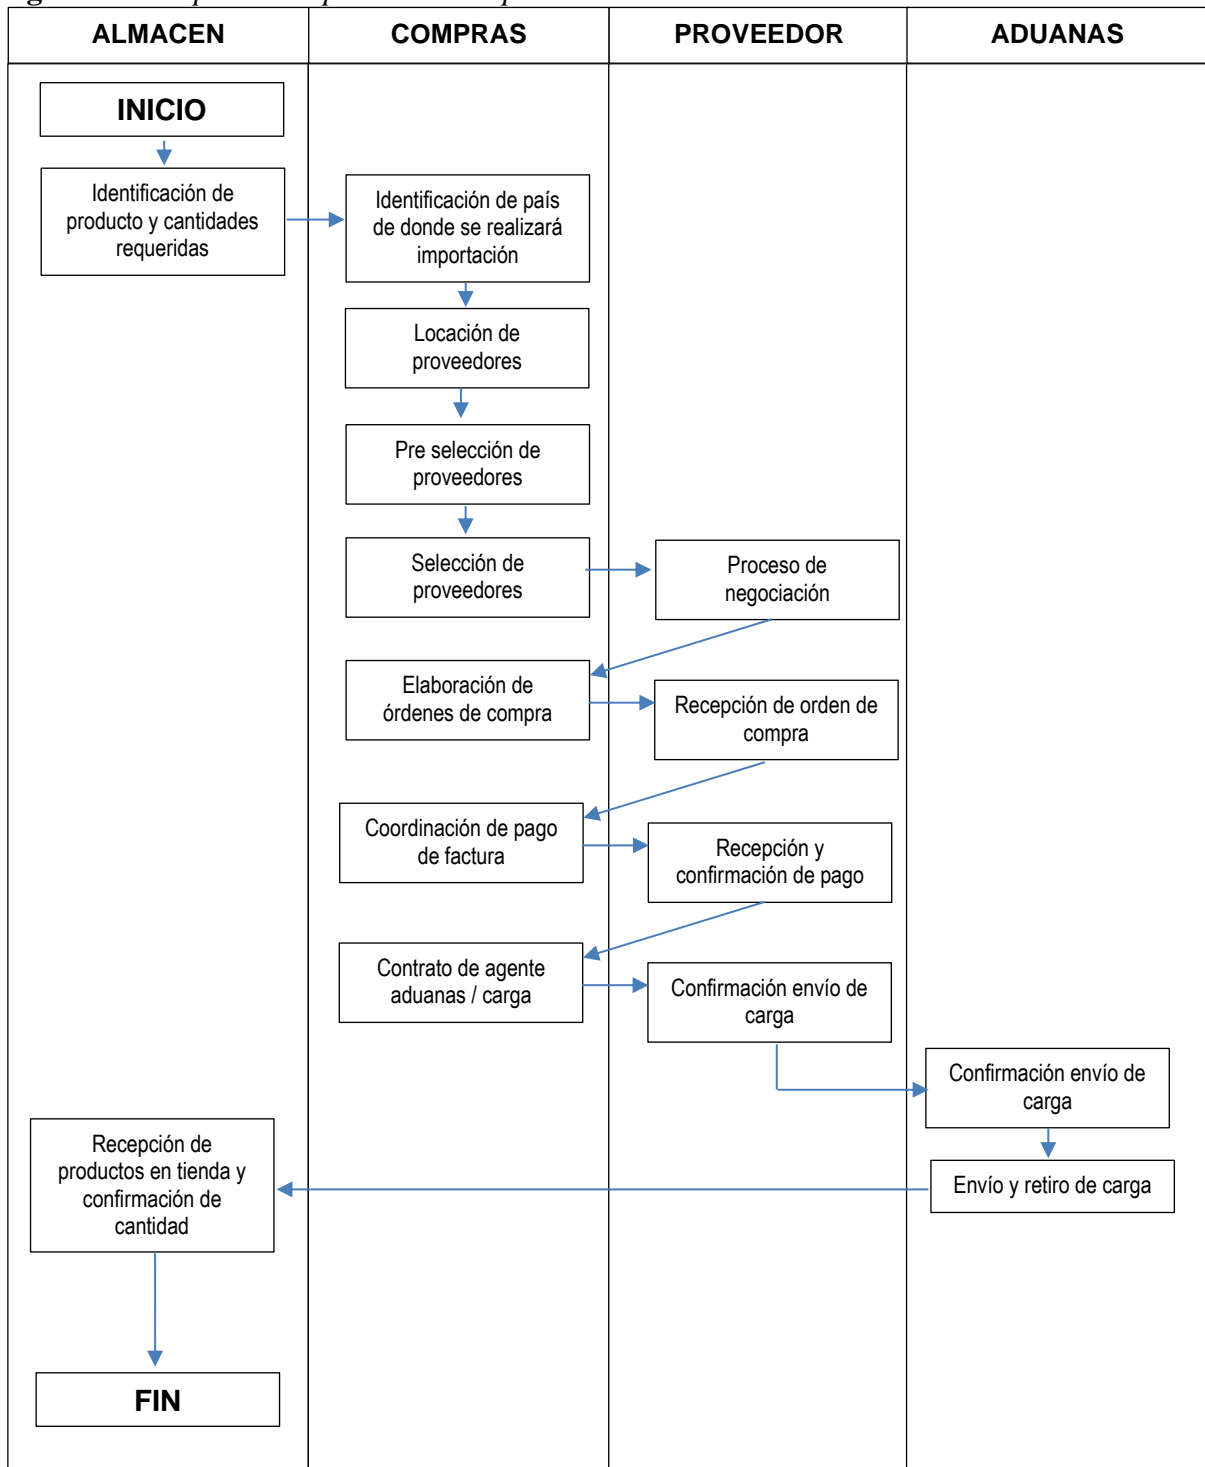 ALMACEN
COMPRAS
PROVEEDOR
ADUANAS
INICIO
Identificación de
producto y cantidades
requeridas
Identificación de país
de donde se realizará
importación
Locación de
proveedores
Pre selección de
proveedores
Selección de
proveedores
Proceso de
negociación
Elaboración de
órdenes de compra
Recepción de orden de
compra
Coordinación de pago
de factura
Recepción y
confirmación de pago
Contrato de agente
aduanas / carga
Confirmación envío de
carga
Confirmación envío de
carga
Envío y retiro de carga
Recepción de
productos en tienda y
confirmación de
cantidad
FIN